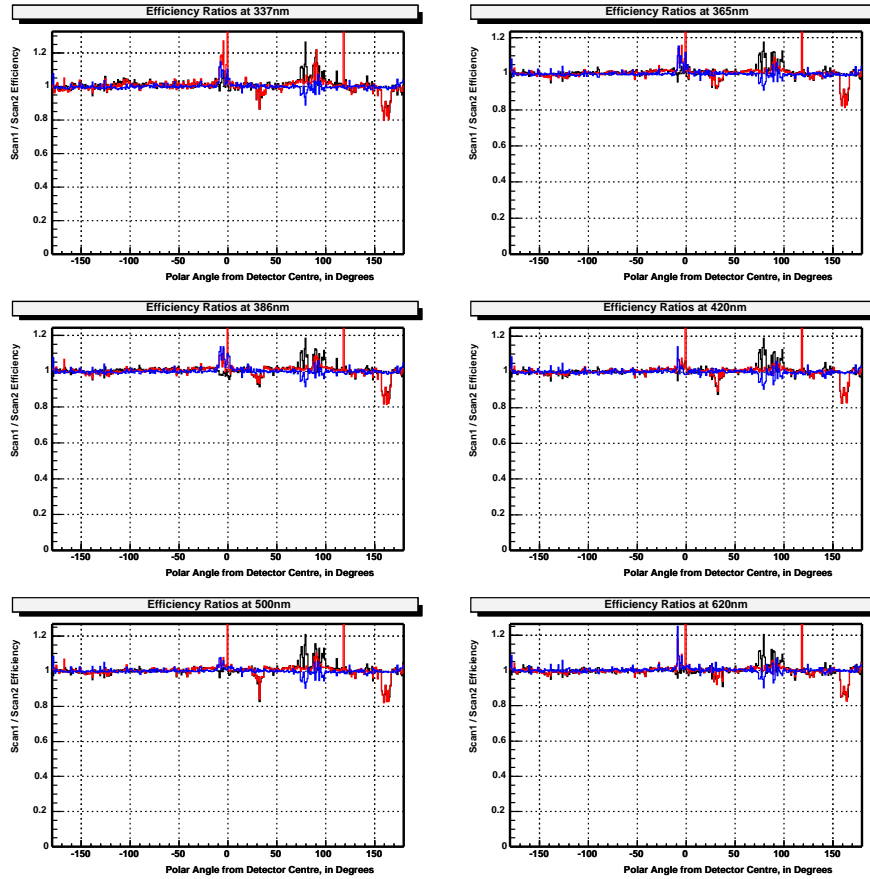 Efficiency Ratios at 337nm
Scan1 / Scan2 Efficiency
1.2
1
0.8
0.6
0.4
0.2
0
-150 -100 -50 0 50 100 150
Polar Angle from Detector Centre, in Degrees
Efficiency Ratios at 365nm
Scan1 / Scan2 Efficiency
1.2
1
0.8
0.6
0.4
0.2
0
-150 -100 -50 0 50 100 150
Polar Angle from Detector Centre, in Degrees
Efficiency Ratios at 386nm
Scan1 / Scan2 Efficiency
1.2
1
0.8
0.6
0.4
0.2
0
-150 -100 -50 0 50 100 150
Polar Angle from Detector Centre, in Degrees
Efficiency Ratios at 420nm
Scan1 / Scan2 Efficiency
1.2
1
0.8
0.6
0.4
0.2
0
-150 -100 -50 0 50 100 150
Polar Angle from Detector Centre, in Degrees
Efficiency Ratios at 500nm
Scan1 / Scan2 Efficiency
1.2
1
0.8
0.6
0.4
0.2
0
-150 -100 -50 0 50 100 150
Polar Angle from Detector Centre, in Degrees
Efficiency Ratios at 620nm
Scan1 / Scan2 Efficiency
1.2
1
0.8
0.6
0.4
0.2
0
-150 -100 -50 0 50 100 150
Polar Angle from Detector Centre, in Degrees